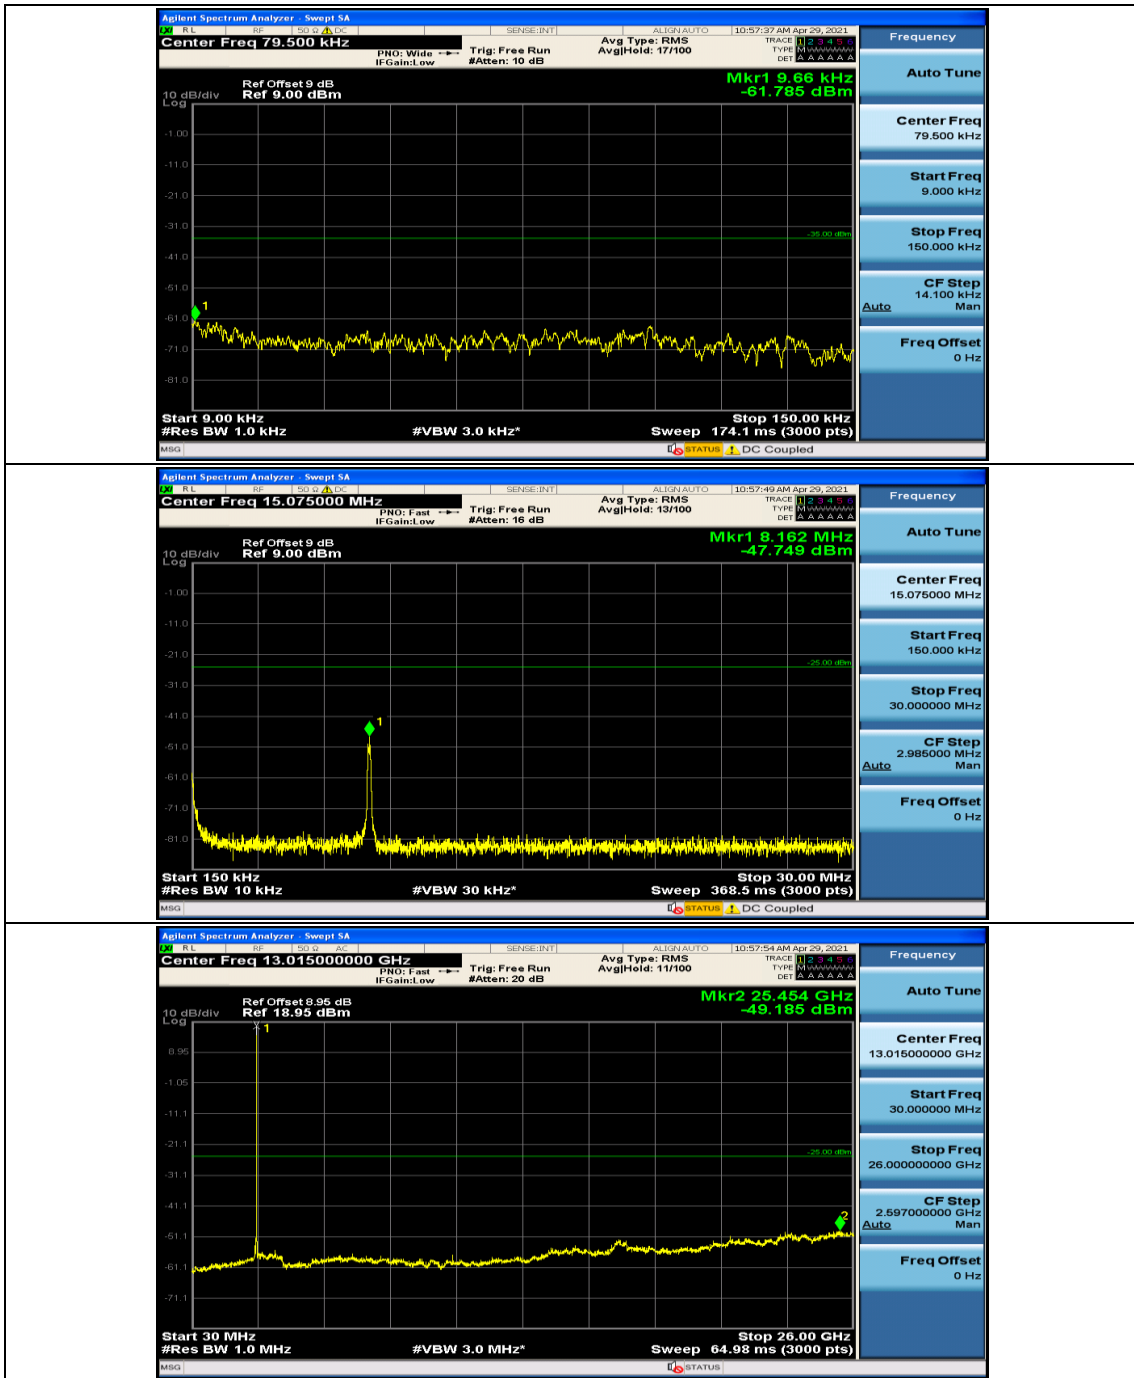 Agilent Spectrum Analyzer - Swept SA
LXI RL RF 50 Ω DC SENSE:INT ALIGN AUTO 10:57:37 AM Apr 29, 2021
Center Freq 79.500 kHz
PNO: Wide
IFGain:Low
Trig: Free Run
#Atten: 10 dB
Avg Type: RMS
Avg|Hold: 17/100
TRACE 1 2 3 4 5 6
TYPE M W W W W W
DET A A A A A A
Mkr1 9.66 kHz
-61.785 dBm
Ref Offset 9 dB
10 dB/div Ref 9.00 dBm
Log
-1.00
-11.0
-21.0
-31.0
-35.00 dBm
-41.0
-51.0
1
-61.0
-71.0
-81.0
Start 9.00 kHz Stop 150.00 kHz
#Res BW 1.0 kHz #VBW 3.0 kHz* Sweep 174.1 ms (3000 pts)
MSG STATUS DC Coupled
Frequency
Auto Tune
Center Freq
79.500 kHz
Start Freq
9.000 kHz
Stop Freq
150.000 kHz
CF Step
14.100 kHz
Auto Man
Freq Offset
0 Hz
Agilent Spectrum Analyzer - Swept SA
LXI RL RF 50 Ω DC SENSE:INT ALIGN AUTO 10:57:49 AM Apr 29, 2021
Center Freq 15.075000 MHz
PNO: Fast
IFGain:Low
Trig: Free Run
#Atten: 16 dB
Avg Type: RMS
Avg|Hold: 13/100
TRACE 1 2 3 4 5 6
TYPE M W W W W W
DET A A A A A A
Mkr1 8.162 MHz
-47.749 dBm
Ref Offset 9 dB
10 dB/div Ref 9.00 dBm
Log
-1.00
-11.0
-21.0
-25.00 dBm
-31.0
-41.0
1
-51.0
-61.0
-71.0
-81.0
Start 150 kHz Stop 30.00 MHz
#Res BW 10 kHz #VBW 30 kHz* Sweep 368.5 ms (3000 pts)
MSG STATUS DC Coupled
Frequency
Auto Tune
Center Freq
15.075000 MHz
Start Freq
150.000 kHz
Stop Freq
30.000000 MHz
CF Step
2.985000 MHz
Auto Man
Freq Offset
0 Hz
Agilent Spectrum Analyzer - Swept SA
LXI RL RF 50 Ω AC SENSE:INT ALIGN AUTO 10:57:54 AM Apr 29, 2021
Center Freq 13.015000000 GHz
PNO: Fast
IFGain:Low
Trig: Free Run
#Atten: 20 dB
Avg Type: RMS
Avg|Hold: 11/100
TRACE 1 2 3 4 5 6
TYPE M W W W W W
DET A A A A A A
Mkr2 25.454 GHz
-49.185 dBm
Ref Offset 8.95 dB
10 dB/div Ref 18.95 dBm
Log
1
8.95
-1.05
-11.1
-21.1
-25.00 dBm
-31.1
-41.1
2
-51.1
-61.1
-71.1
Start 30 MHz Stop 26.00 GHz
#Res BW 1.0 MHz #VBW 3.0 MHz* Sweep 64.98 ms (3000 pts)
MSG STATUS
Frequency
Auto Tune
Center Freq
13.015000000 GHz
Start Freq
30.000000 MHz
Stop Freq
26.000000000 GHz
CF Step
2.597000000 GHz
Auto Man
Freq Offset
0 Hz